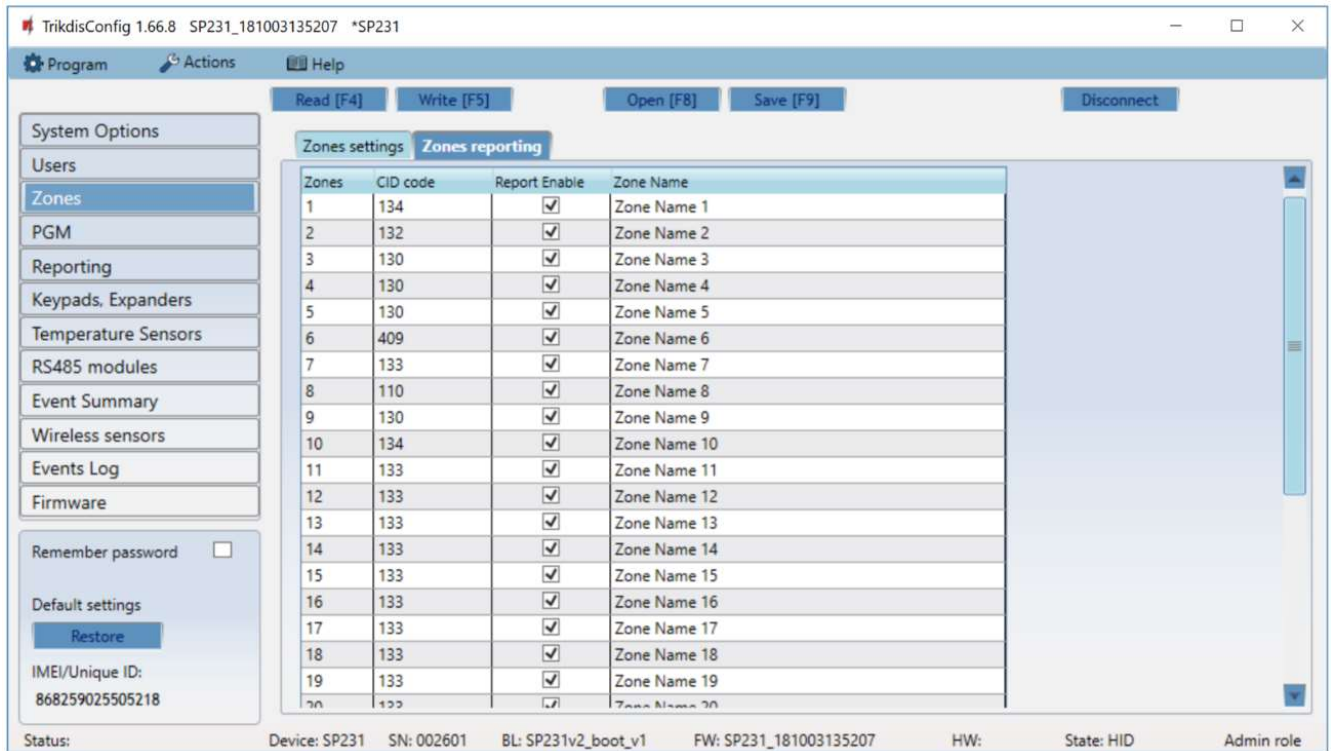 TrikdisConfig 1.66.8 SP231_181003135207 *SP231
Program Actions Help
Read [F4] Write [F5] Open [F8] Save [F9] Disconnect
System Options
Users
Zones
PGM
Reporting
Keypads, Expanders
Temperature Sensors
RS485 modules
Event Summary
Wireless sensors
Events Log
Firmware
Remember password
Default settings
Restore
IMEI/Unique ID:
868259025505218
Zones settings Zones reporting
Zones CID code Report Enable Zone Name
1 134 Zone Name 1
2 132 Zone Name 2
3 130 Zone Name 3
4 130 Zone Name 4
5 130 Zone Name 5
6 409 Zone Name 6
7 133 Zone Name 7
8 110 Zone Name 8
9 130 Zone Name 9
10 134 Zone Name 10
11 133 Zone Name 11
12 133 Zone Name 12
13 133 Zone Name 13
14 133 Zone Name 14
15 133 Zone Name 15
16 133 Zone Name 16
17 133 Zone Name 17
18 133 Zone Name 18
19 133 Zone Name 19
20 Zone Name 20
Status: Device: SP231 SN: 002601 BL: SP231v2_boot_v1 FW: SP231_181003135207 HW: State: HID Admin role